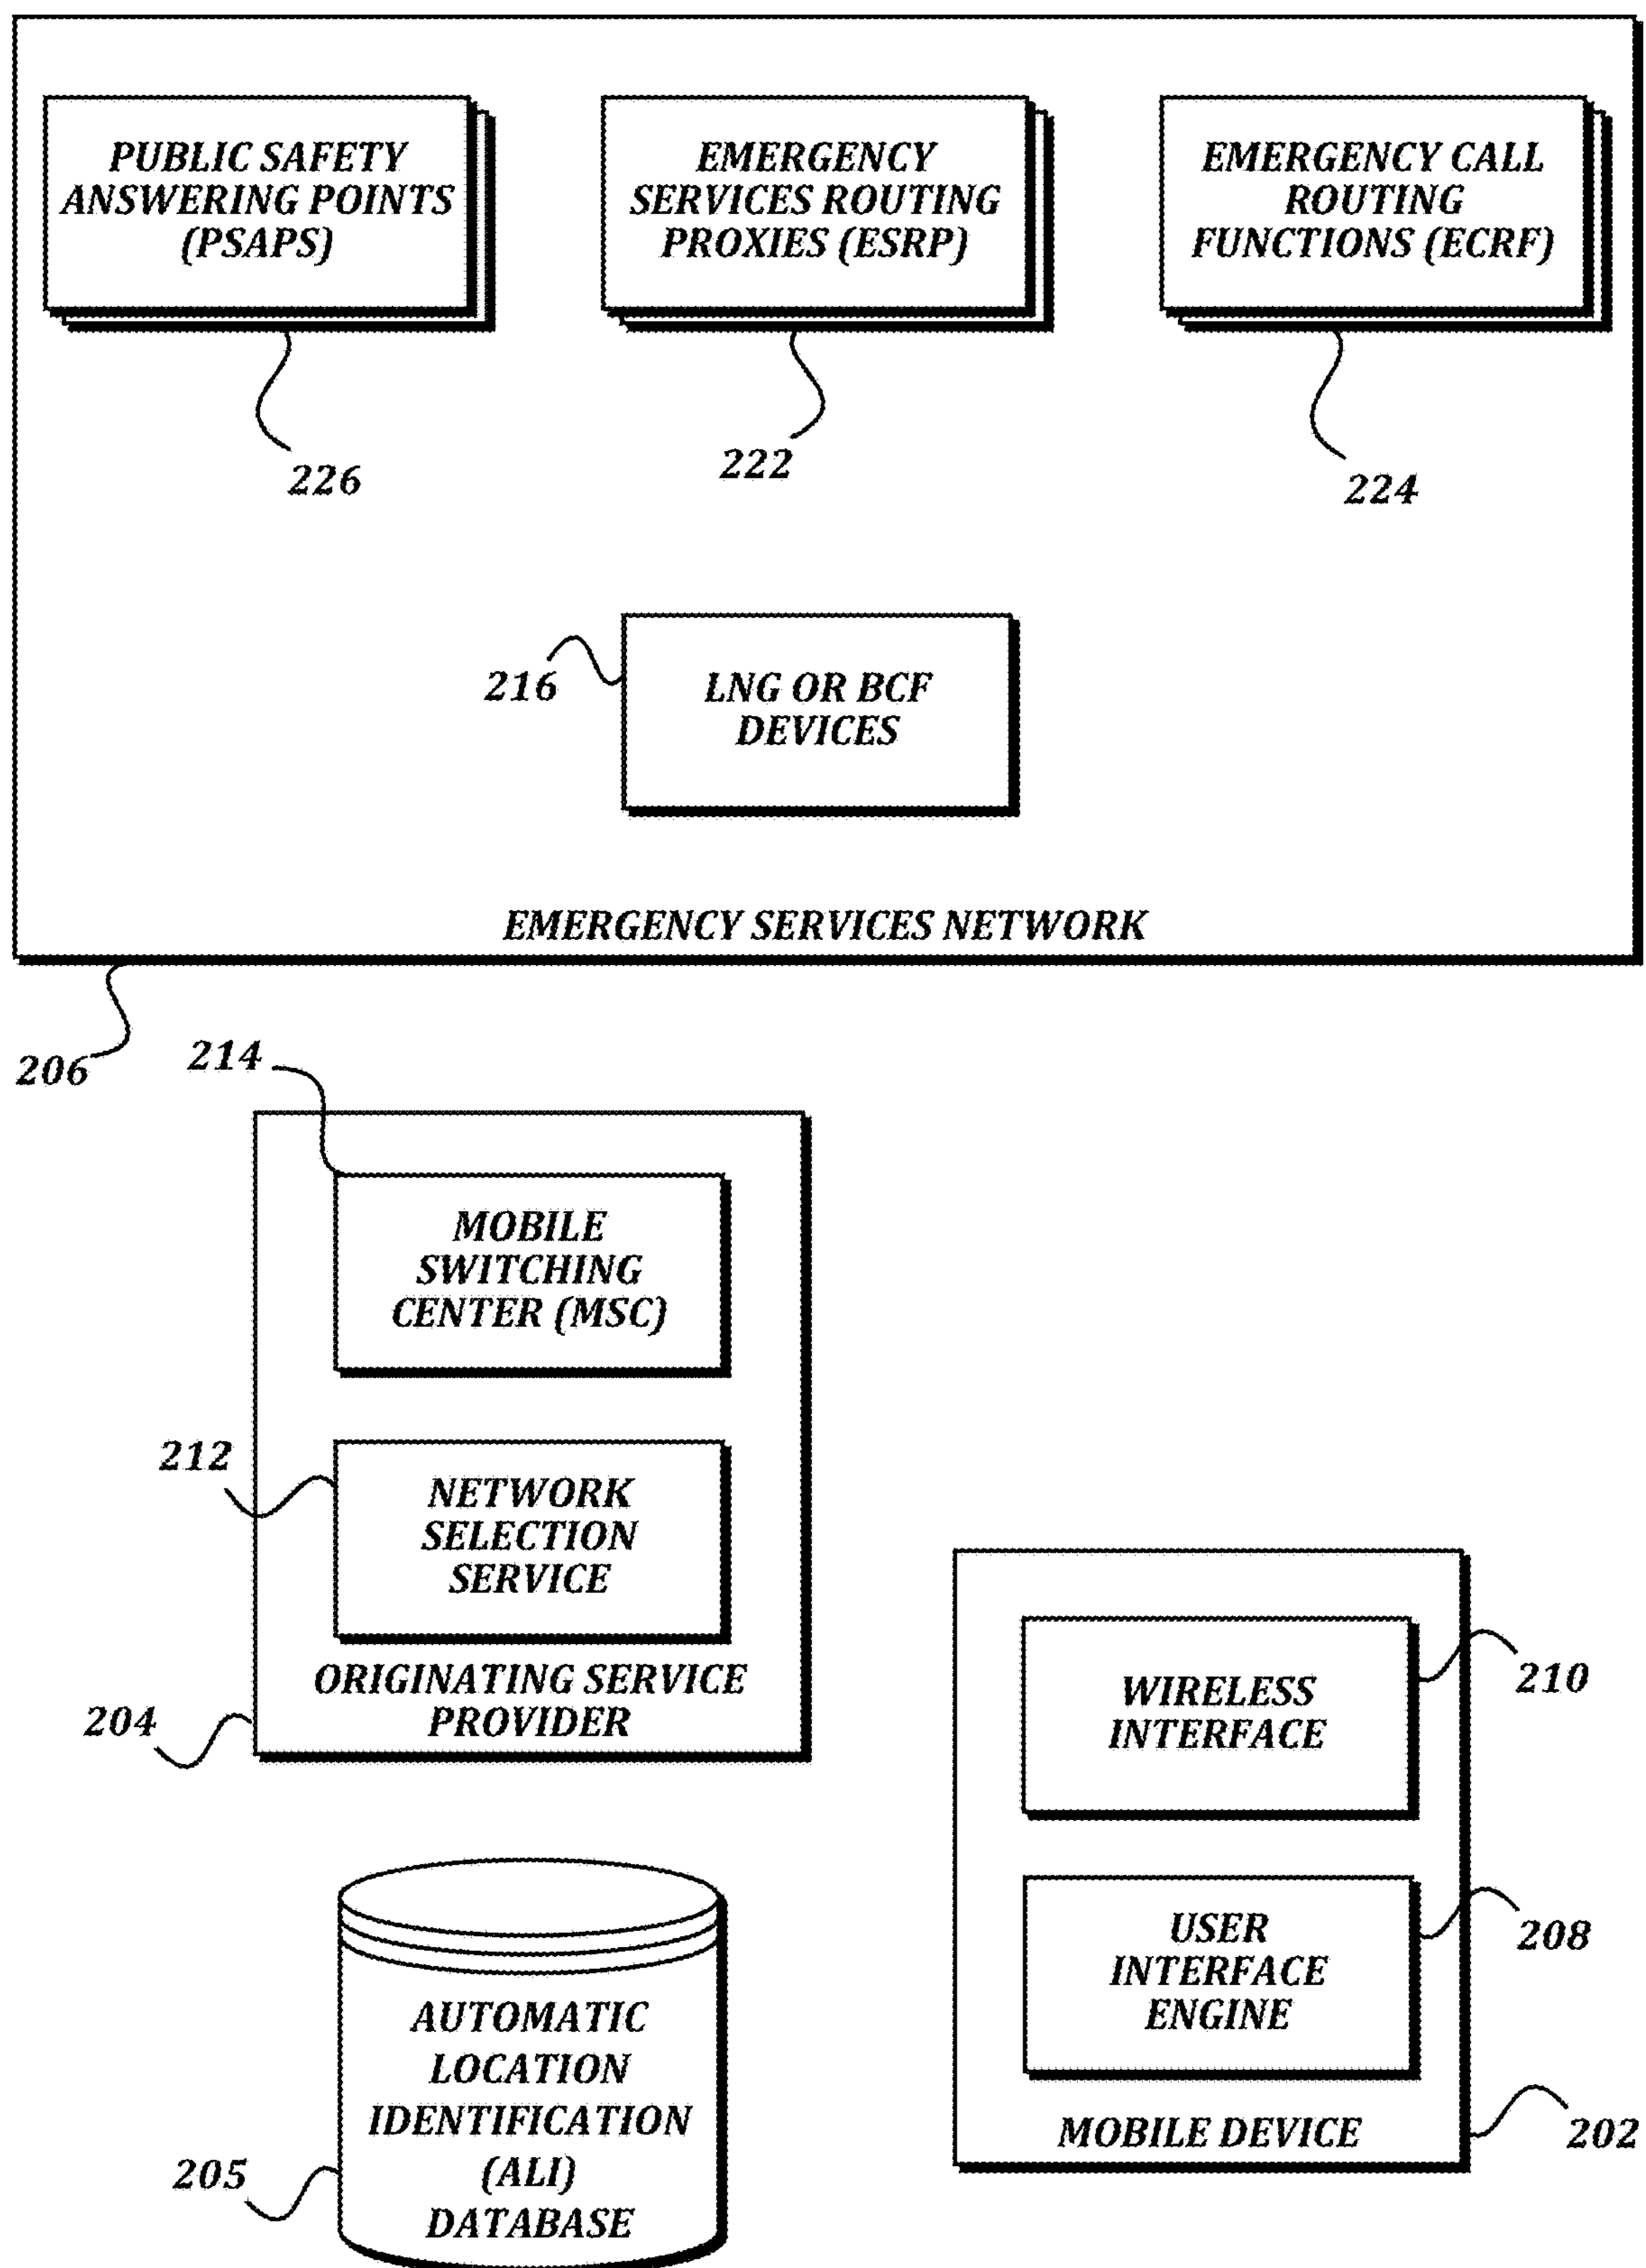 PUBLIC SAFETY
ANSWERING POINTS
(PSAPS)
EMERGENCY
SERVICES ROUTING
PROXIES (ESRP)
EMERGENCY CALL
ROUTING
FUNCTIONS (ECRF)
226
222
224
216
LNG OR BCF
DEVICES
EMERGENCY SERVICES NETWORK
206
214
MOBILE
SWITCHING
CENTER (MSC)
212
NETWORK
SELECTION
SERVICE
ORIGINATING SERVICE
PROVIDER
204
WIRELESS
INTERFACE
210
USER
INTERFACE
ENGINE
208
MOBILE DEVICE
202
AUTOMATIC
LOCATION
IDENTIFICATION
(ALI)
DATABASE
205